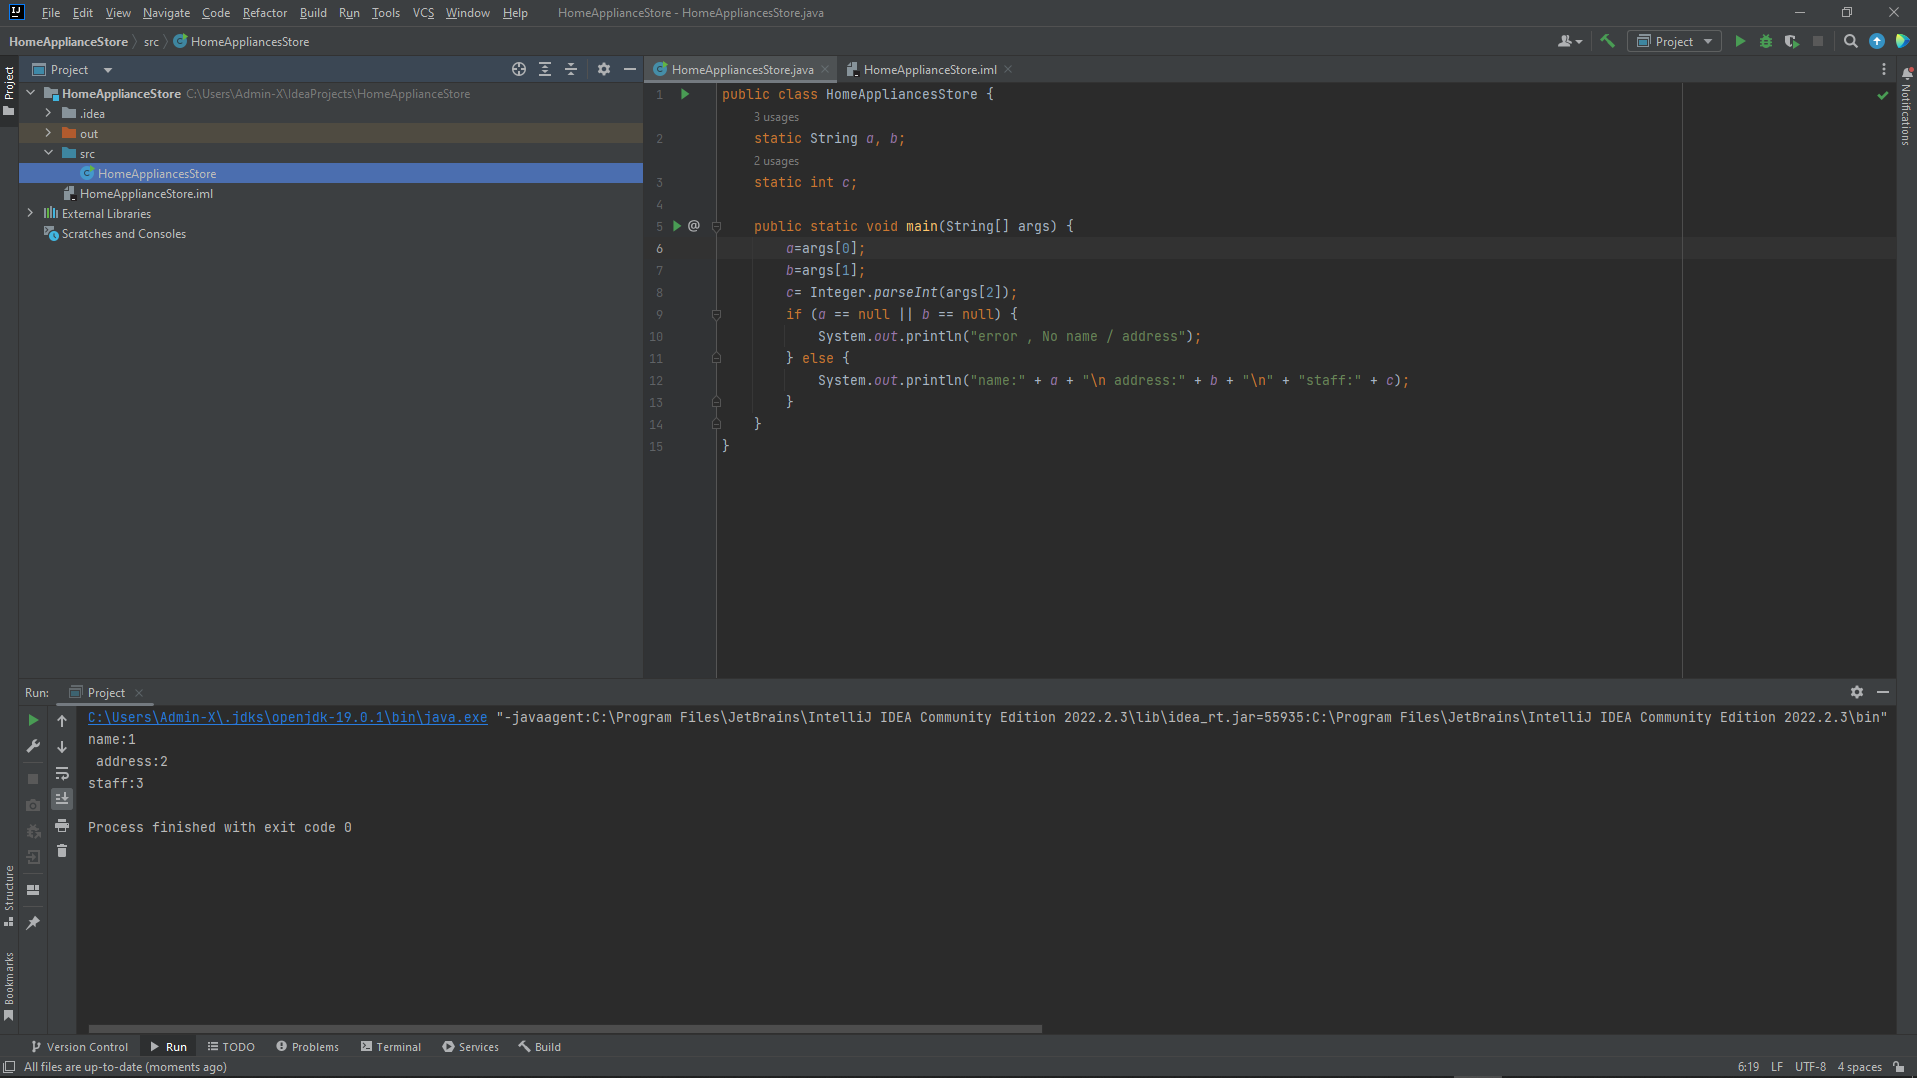 File Edit View Navigate Code Refactor Build Run Tools VCS Window Help HomeApplianceStore - HomeAppliancesStore.java
HomeApplianceStore src HomeAppliancesStore
Project
Project
HomeAppliancesStore.java
HomeApplianceStore.iml
Project
Notifications
HomeApplianceStore C:\Users\Admin-X\IdeaProjects\HomeApplianceStore
.idea
out
src
HomeAppliancesStore
HomeApplianceStore.iml
External Libraries
Scratches and Consoles
1 public class HomeAppliancesStore {
3 usages
2 static String a, b;
2 usages
3 static int c;
4
5 @ public static void main(String[] args) {
6 a=args[0];
7 b=args[1];
8 c= Integer.parseInt(args[2]);
9 if (a == null || b == null) {
10 System.out.println("error , No name / address");
11 } else {
12 System.out.println("name:" + a + "\n address:" + b + "\n" + "staff:" + c);
13 }
14 }
15 }
Run: Project
C:\Users\Admin-X\.jdks\openjdk-19.0.1\bin\java.exe "-javaagent:C:\Program Files\JetBrains\IntelliJ IDEA Community Edition 2022.2.3\lib\idea_rt.jar=55935:C:\Program Files\JetBrains\IntelliJ IDEA Community Edition 2022.2.3\bin"
name:1
 address:2
staff:3
Process finished with exit code 0
Structure
Bookmarks
Version Control Run TODO Problems Terminal Services Build
All files are up-to-date (moments ago) 6:19 LF UTF-8 4 spaces